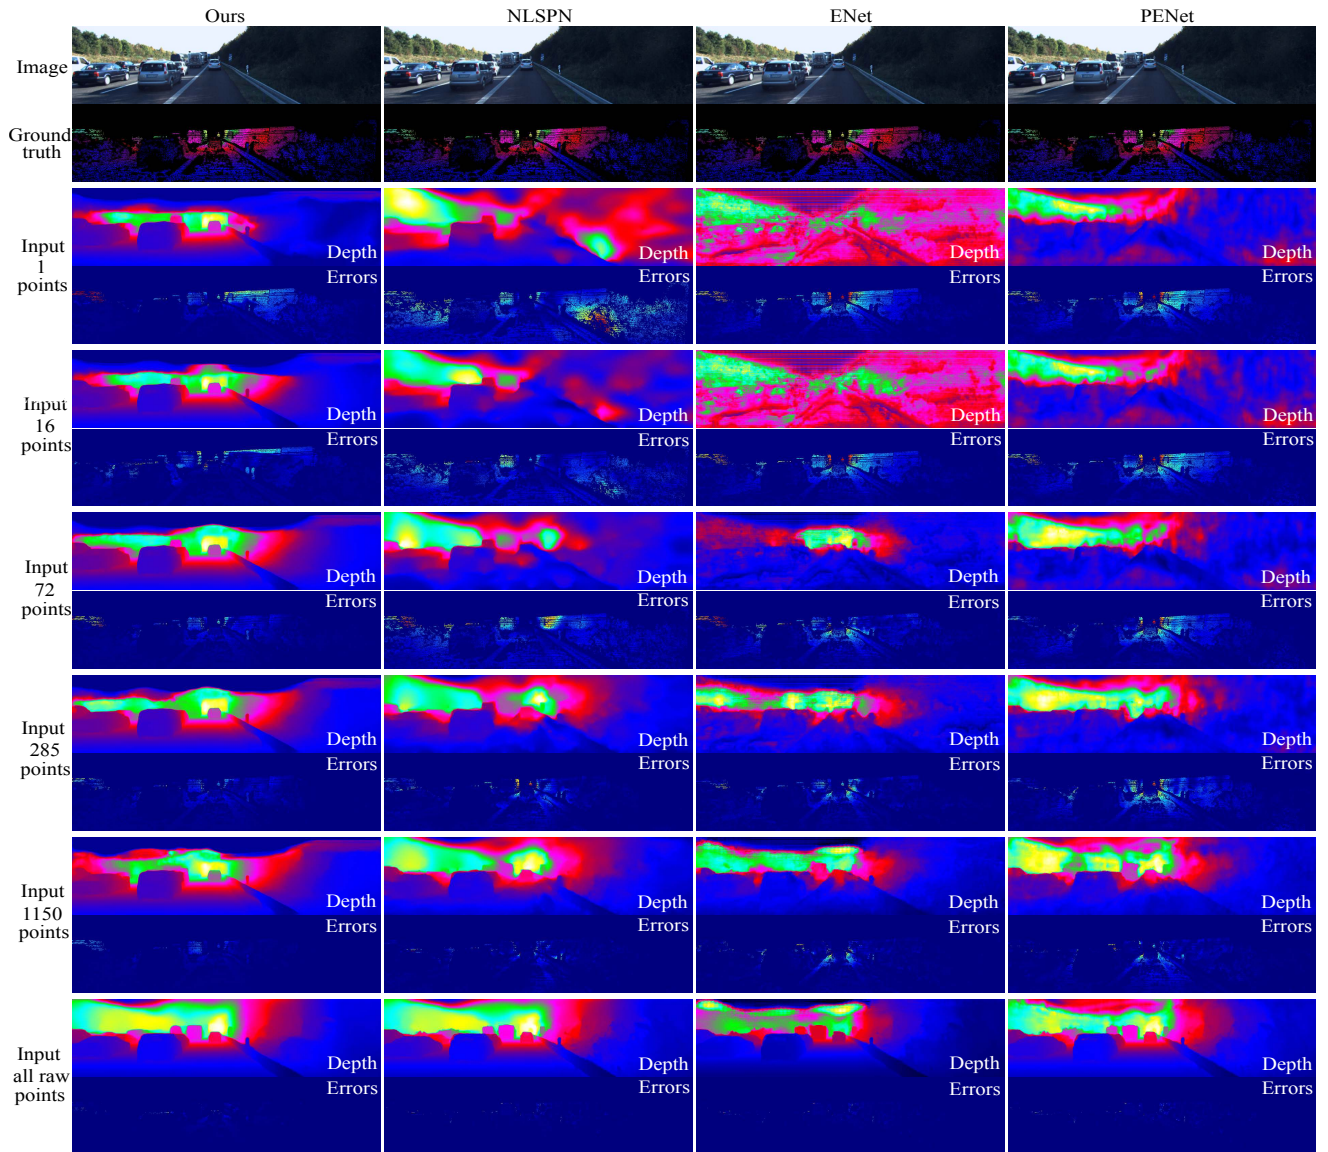 Ours NLSPN ENet PENet
Image
Ground
truth
Input
1
points
Depth Depth Depth Depth
Errors Errors Errors Errors
Input
16
points
Depth Depth Depth Depth
Errors Errors Errors Errors
Input
72
points
Depth Depth Depth Depth
Errors Errors Errors Errors
Input
285
points
Depth Depth Depth Depth
Errors Errors Errors Errors
Input
1150
points
Depth Depth Depth Depth
Errors Errors Errors Errors
Input
all raw
points
Depth Depth Depth Depth
Errors Errors Errors Errors